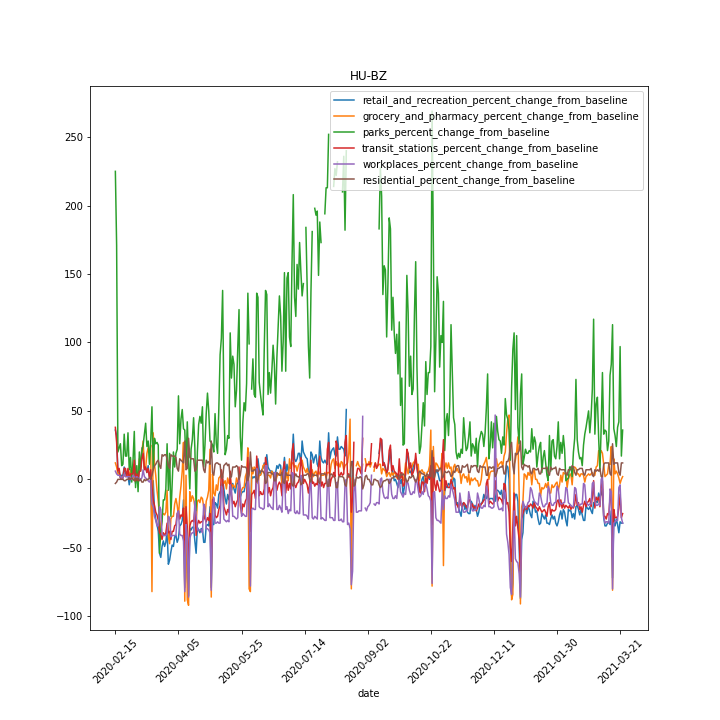 HU-BZ
retail_and_recreation_percent_change_from_baseline
grocery_and_pharmacy_percent_change_from_baseline
parks_percent_change_from_baseline
transit_stations_percent_change_from_baseline
workplaces_percent_change_from_baseline
residential_percent_change_from_baseline
250
200
150
100
50
0
−50
−100
2020-02-15
2020-04-05
2020-05-25
2020-07-14
2020-09-02
2020-10-22
2020-12-11
2021-01-30
2021-03-21
date